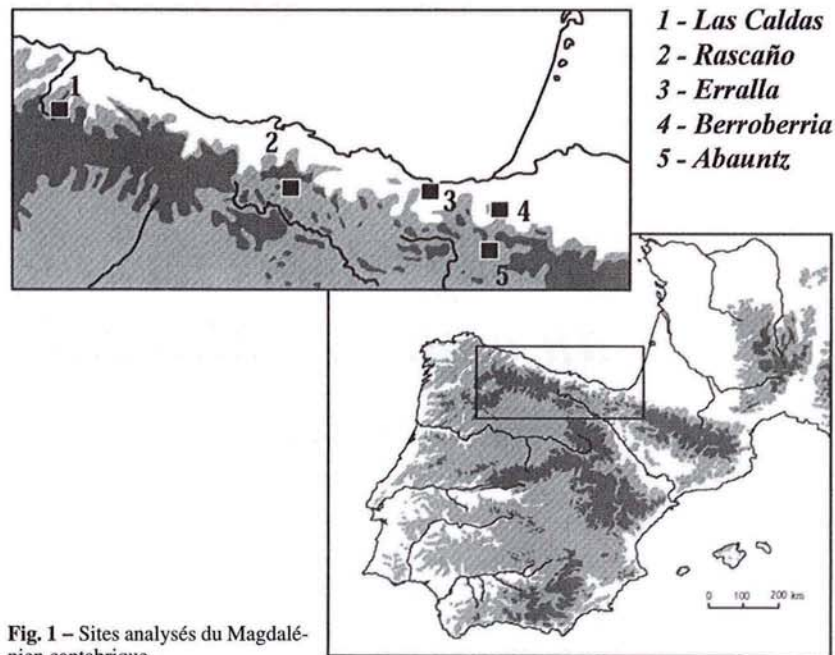 1 - Las Caldas
2 - Rascaño
3 - Erralla
4 - Berroberria
5 - Abauntz
1
2
3
4
5
0 100 200 km
Fig. 1 – Sites analysés du Magdalé-
nien cantabrique